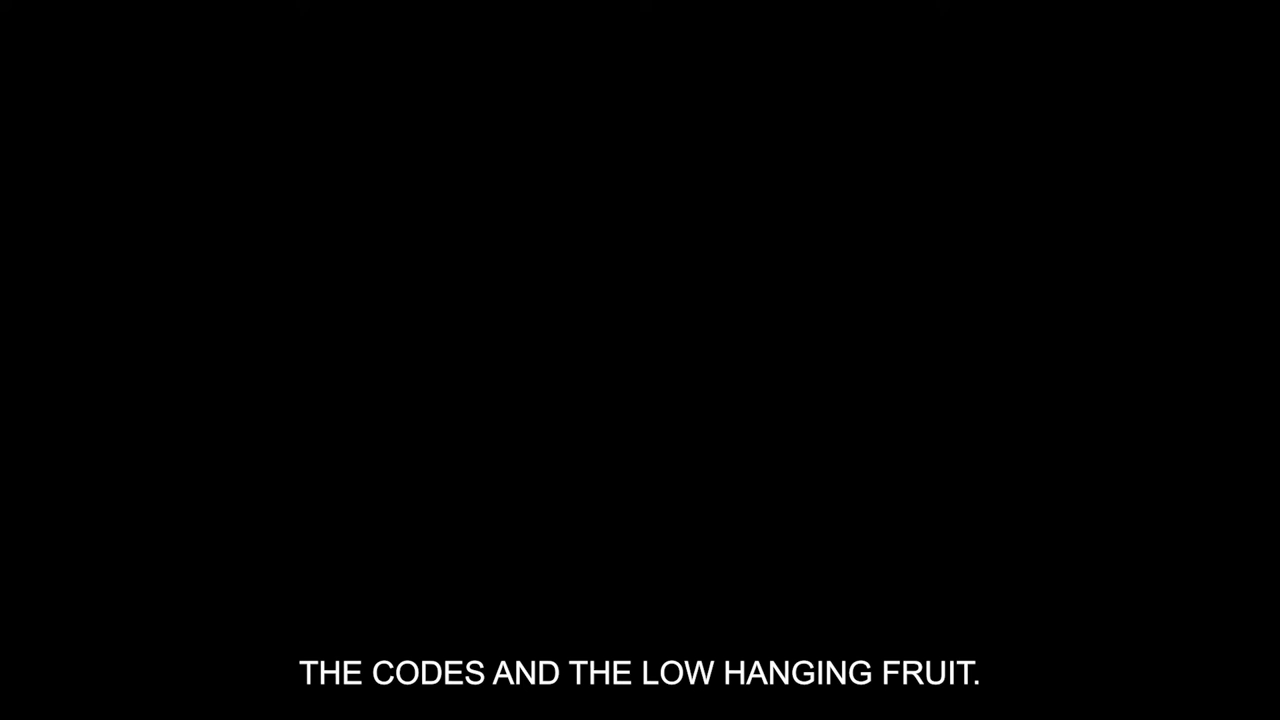 THE CODES AND THE LOW HANGING FRUIT.